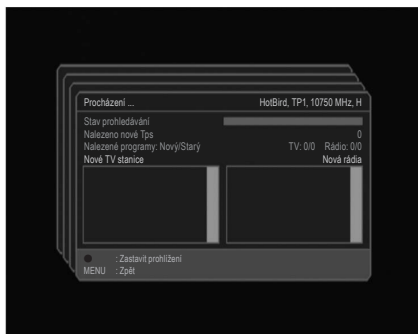 Procházení ... HotBird, TP1, 10750 MHz, H
Stav prohledávání
Nalezeno nové Tps 0
Nalezené programy: Nový/Starý TV: 0/0 Rádio: 0/0
Nové TV stanice Nová rádia
: Zastavit prohlížení
MENU : Zpět